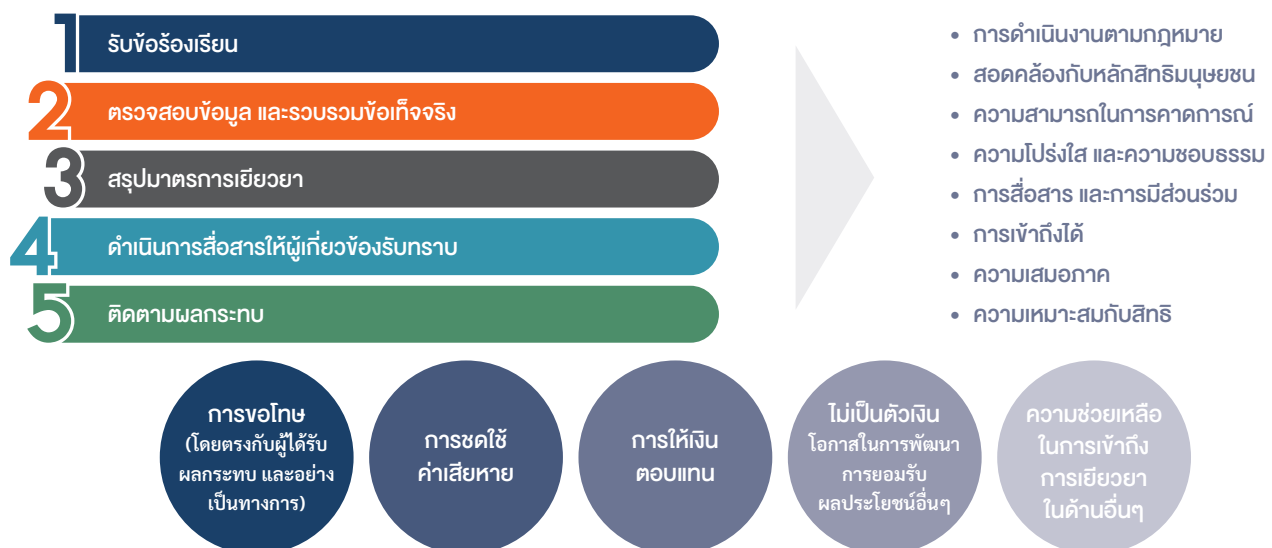 1 รับข้อร้องเรียน
2 ตรวจสอบข้อมูล และรวบรวมข้อเท็จจริง
3 สรุปมาตรการเยียวยา
4 ดำเนินการสื่อสารให้ผู้เกี่ยวข้องรับทราบ
5 ติดตามผลกระทบ
• การดำเนินงานตามกฎหมาย
• สอดคล้องกับหลักสิทธิมนุษยชน
• ความสามารถในการคาดการณ์
• ความโปร่งใส และความชอบธรรม
• การสื่อสาร และการมีส่วนร่วม
• การเข้าถึงได้
• ความเสมอภาค
• ความเหมาะสมกับสิทธิ
การขอโทษ
(โดยตรงกับผู้ได้รับ
ผลกระทบ และอย่าง
เป็นทางการ)
การชดใช้
ค่าเสียหาย
การให้เงิน
ตอบแทน
ไม่เป็นตัวเงิน
โอกาสในการพัฒนา
การยอมรับ
ผลประโยชน์อื่นๆ
ความช่วยเหลือ
ในการเข้าถึง
การเยียวยา
ในด้านอื่นๆ